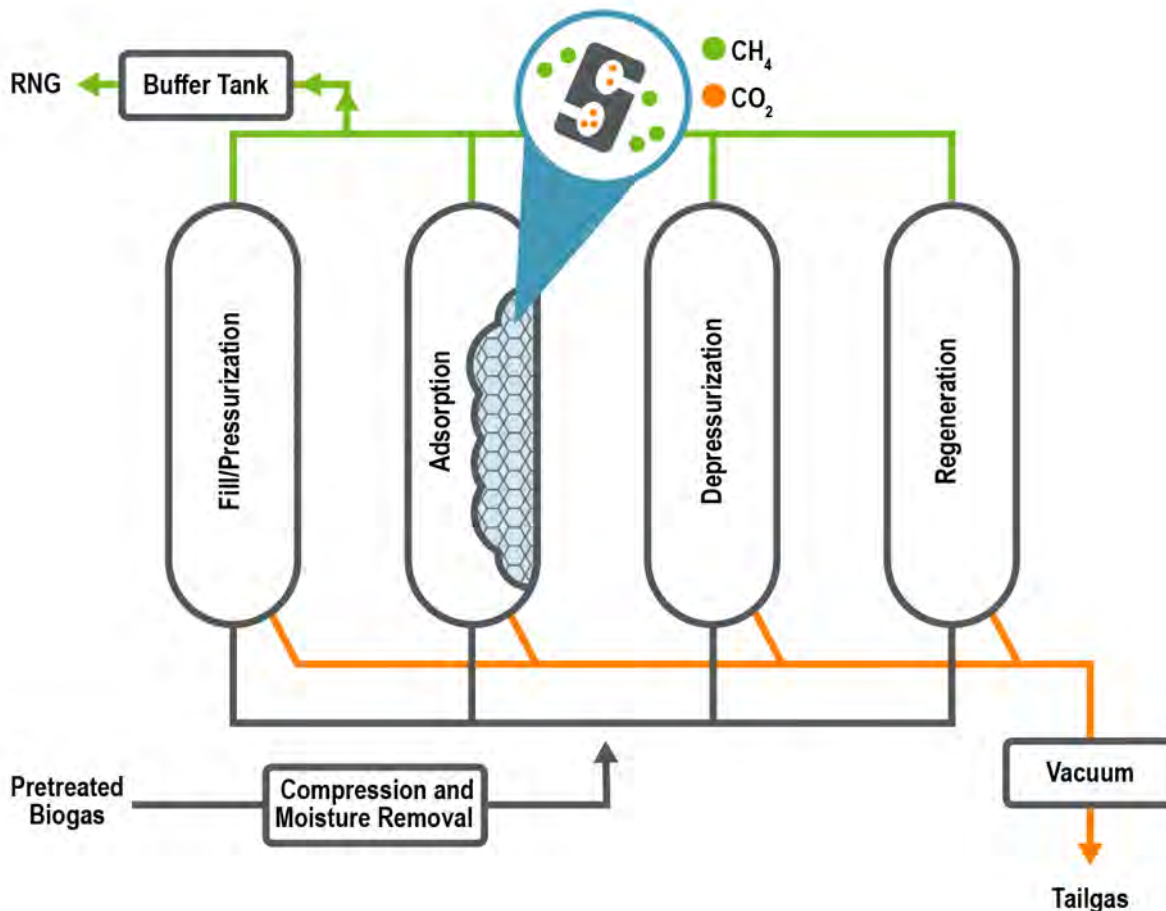 RNG
Buffer Tank
CH₄
CO₂
Fill/Pressurization
Adsorption
Depressurization
Regeneration
Pretreated
Biogas
Compression and
Moisture Removal
Vacuum
Tailgas